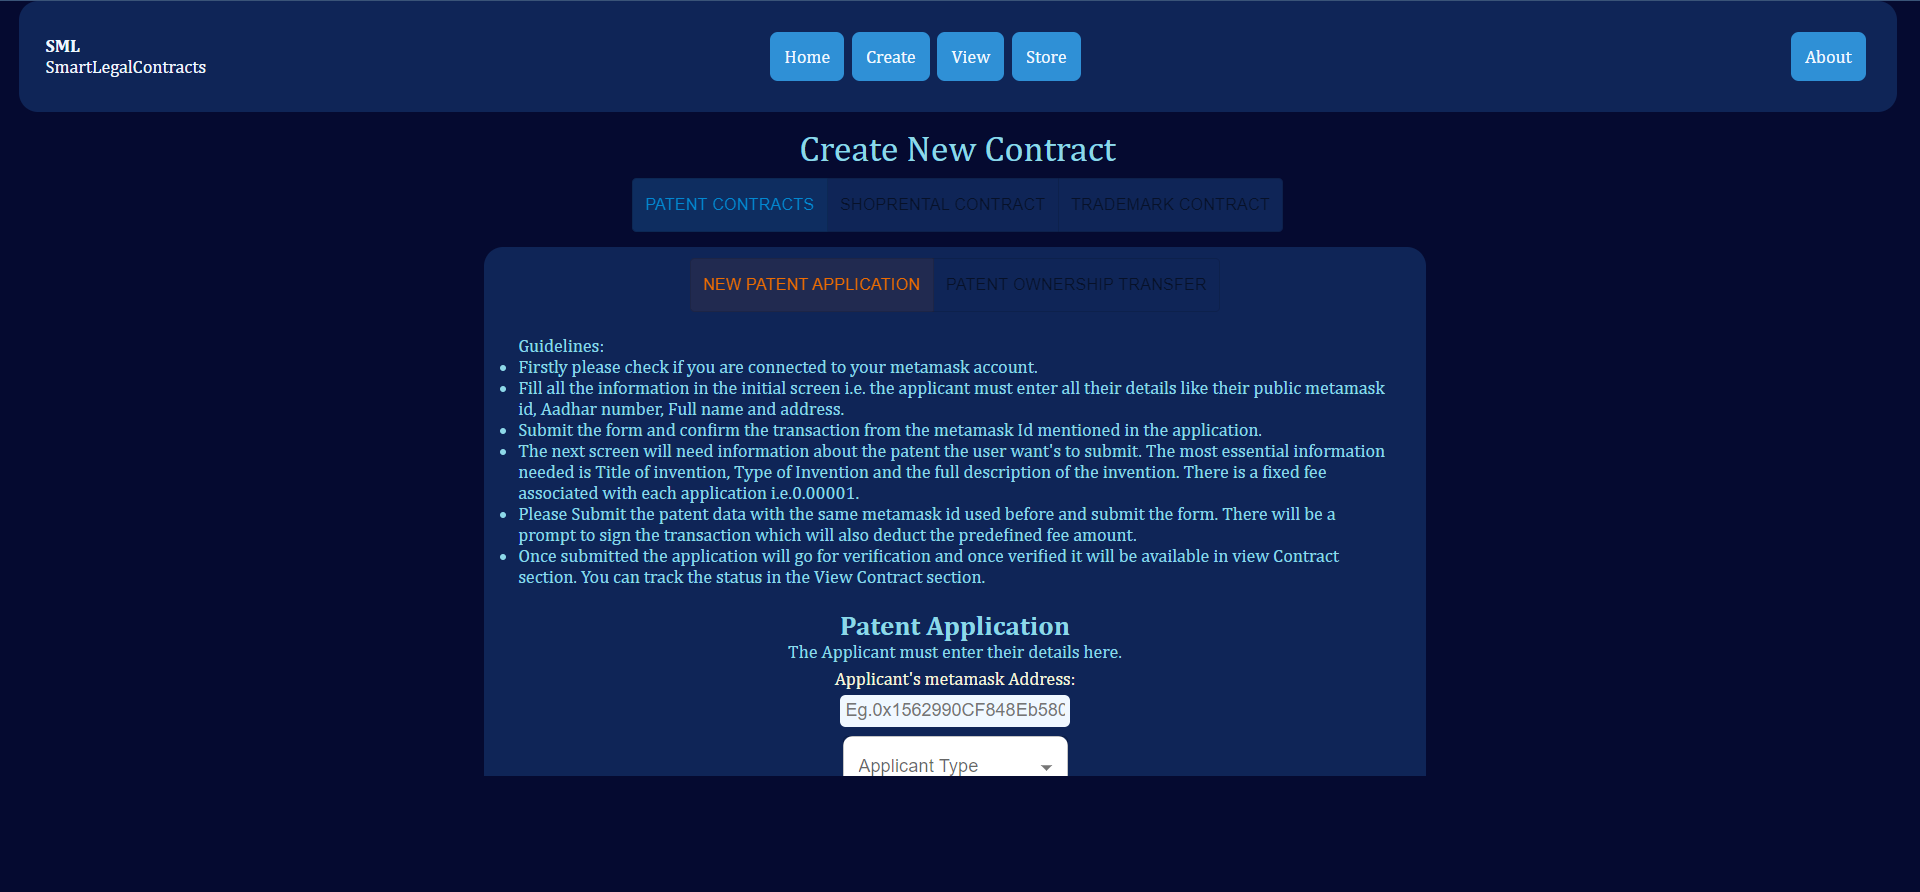 SML
SmartLegalContracts
Home
Create
View
Store
About
Create New Contract
PATENT CONTRACTS
SHOPRENTAL CONTRACT
TRADEMARK CONTRACT
NEW PATENT APPLICATION
PATENT OWNERSHIP TRANSFER
Guidelines:
Firstly please check if you are connected to your metamask account.
Fill all the information in the initial screen i.e. the applicant must enter all their details like their public metamask
id, Aadhar number, Full name and address.
Submit the form and confirm the transaction from the metamask Id mentioned in the application.
The next screen will need information about the patent the user want's to submit. The most essential information
needed is Title of invention, Type of Invention and the full description of the invention. There is a fixed fee
associated with each application i.e.0.00001.
Please Submit the patent data with the same metamask id used before and submit the form. There will be a
prompt to sign the transaction which will also deduct the predefined fee amount.
Once submitted the application will go for verification and once verified it will be available in view Contract
section. You can track the status in the View Contract section.
Patent Application
The Applicant must enter their details here.
Applicant's metamask Address:
Eg.0x1562990CF848Eb580
Applicant Type